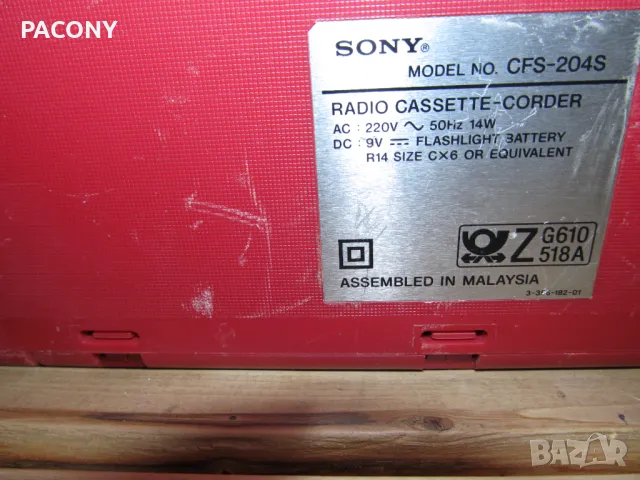 PACONY
SONY®
MODEL NO. CFS-204S
RADIO CASSETTE-CORDER
AC : 220V ∼ 50Hz 14W
DC : 9V ⎓ FLASHLIGHT BATTERY
R14 SIZE C×6 OR EQUIVALENT
Z G610
518A
ASSEMBLED IN MALAYSIA
BAZAR